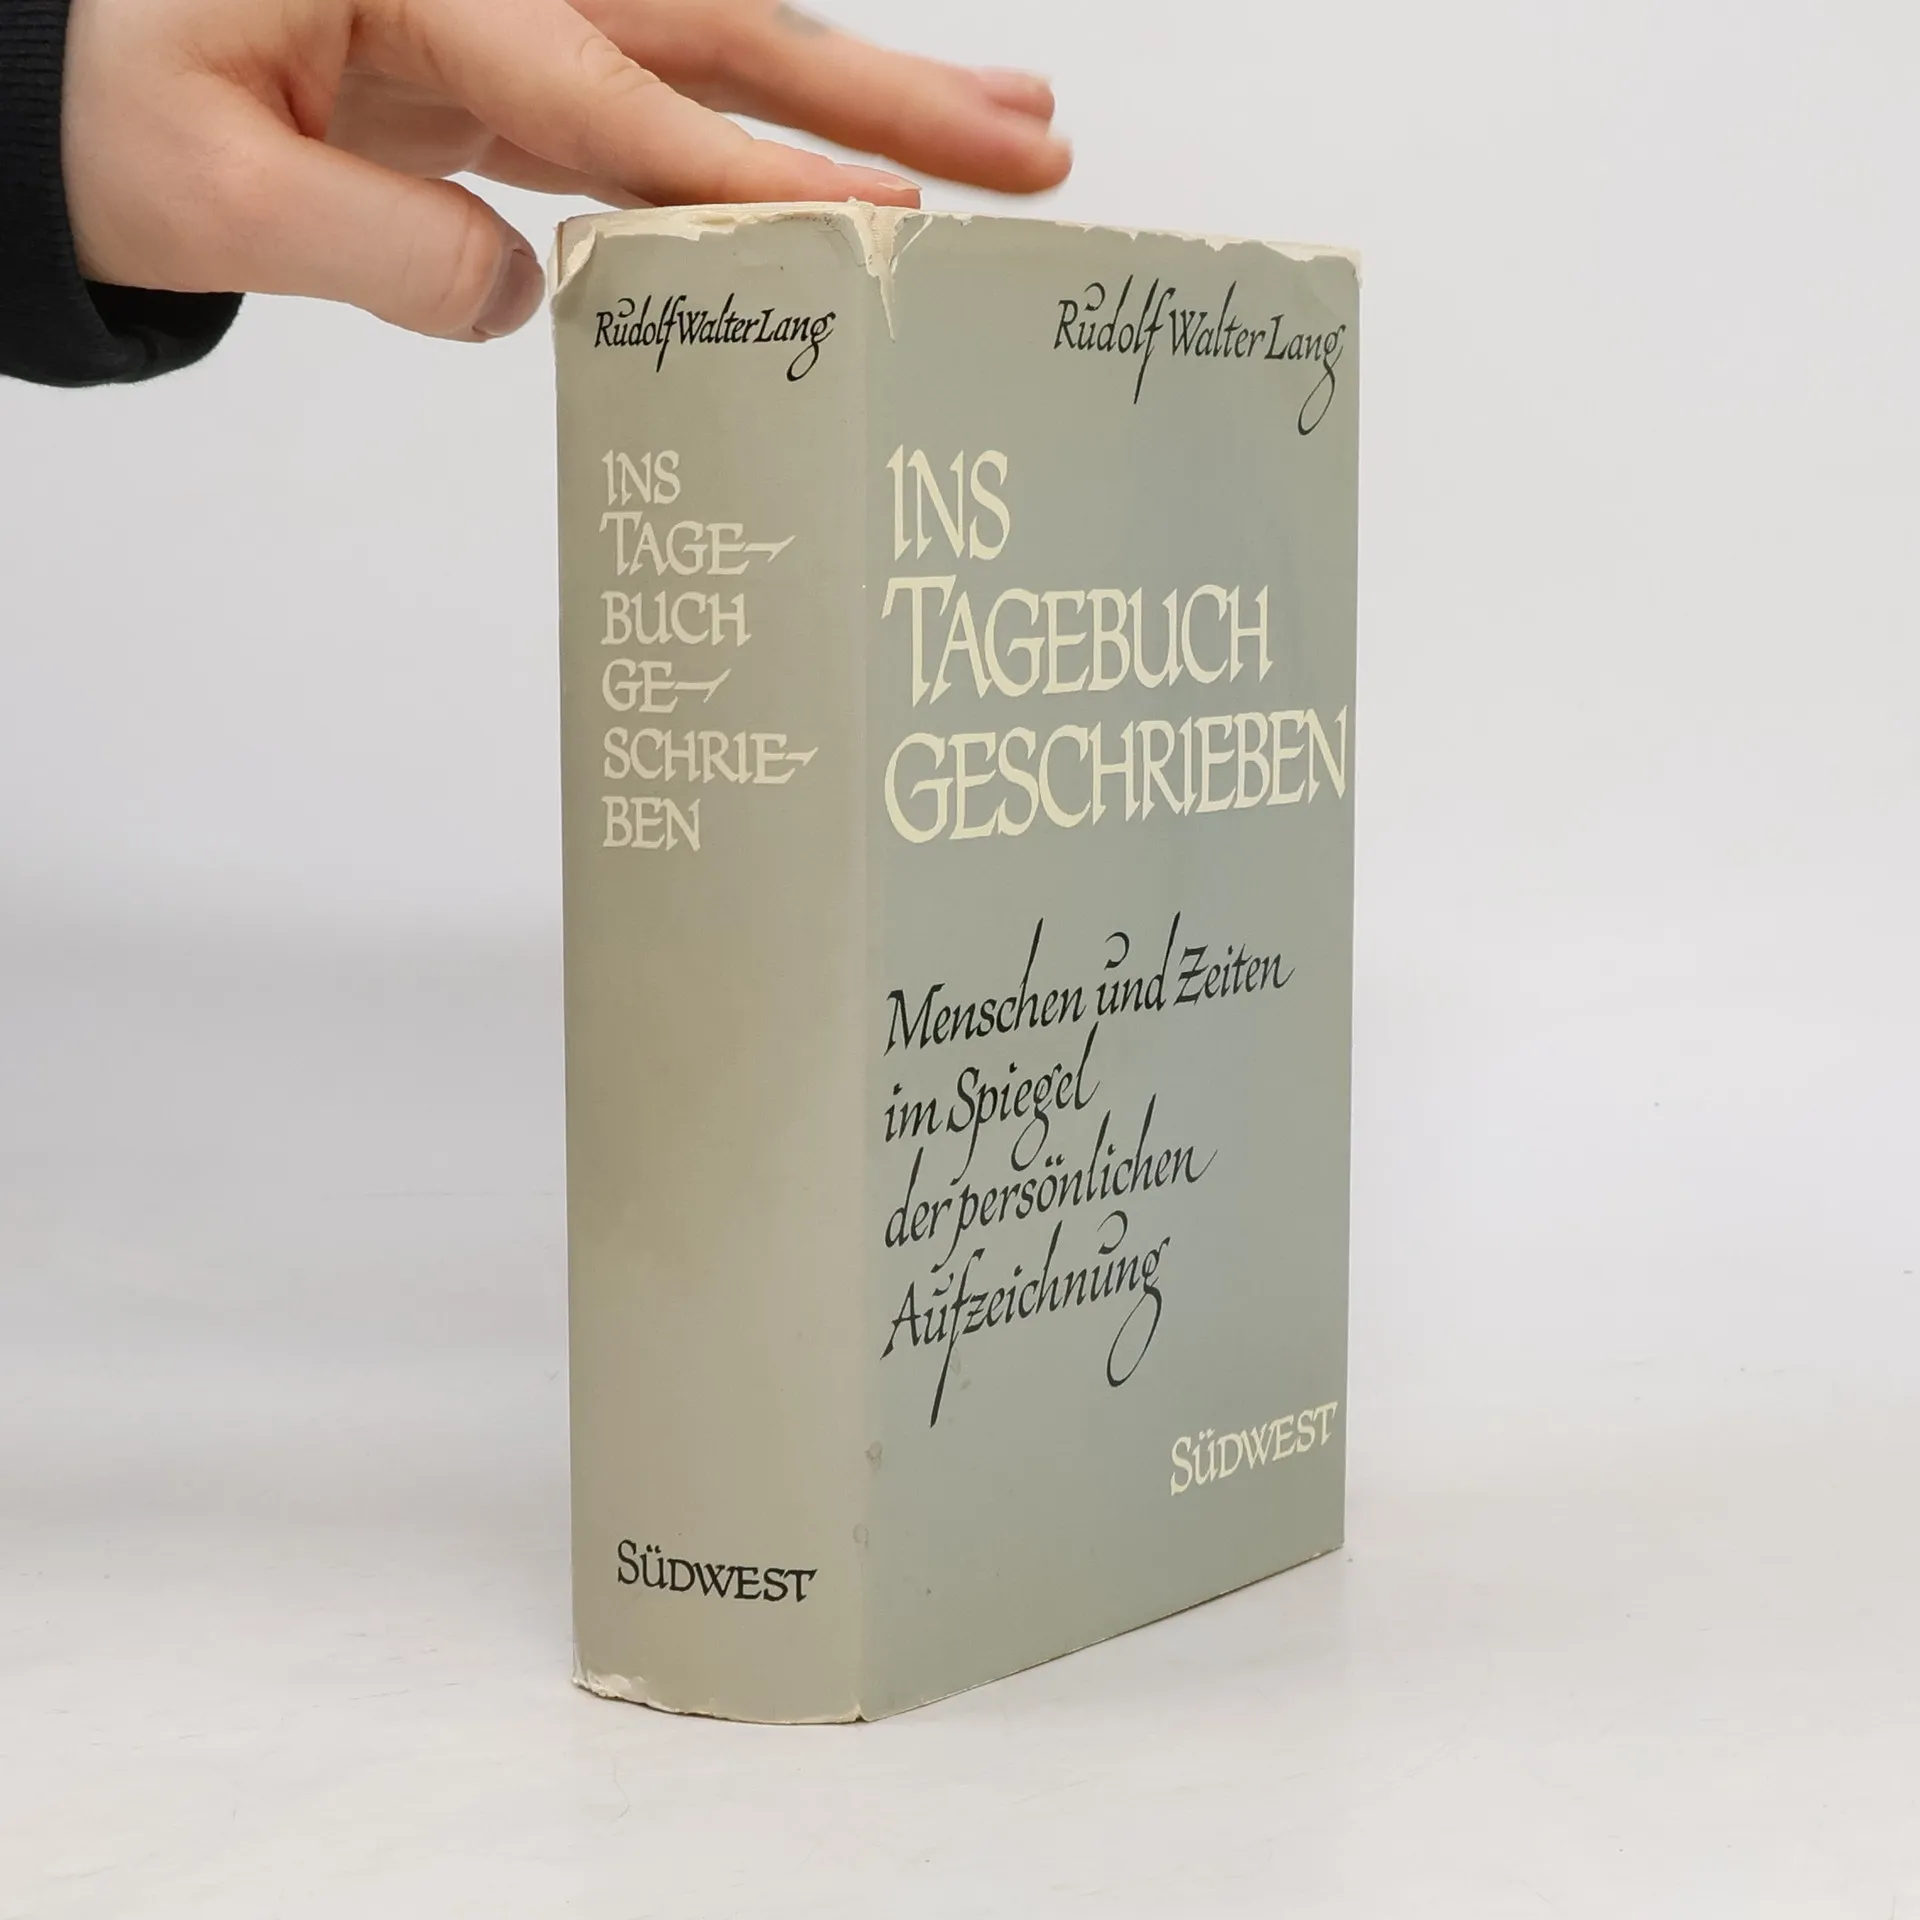 Rudolf Walter Lang
INS
TAGE-
BUCH
GE-
SCHRIE-
BEN
SÜDWEST
Rudolf Walter Lang
INS
TAGEBUCH
GESCHRIEBEN
Menschen und Zeiten
im Spiegel
der persönlichen
Aufzeichnung
SÜDWEST